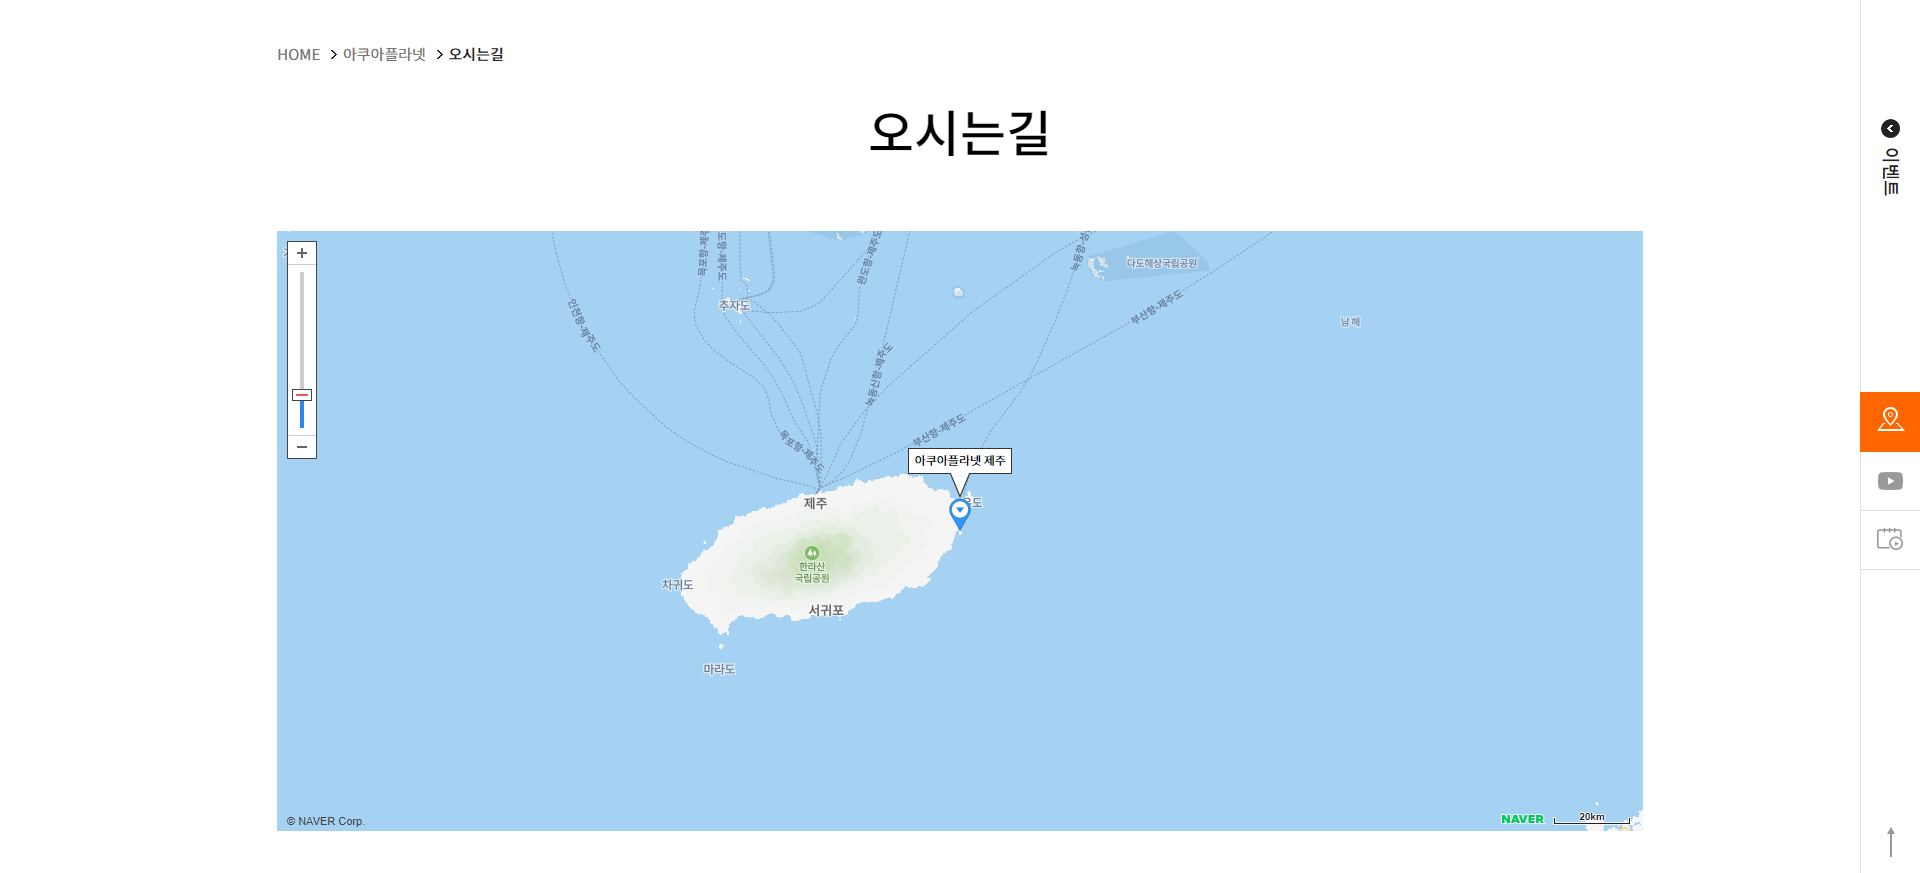 HOME > 아쿠아플라넷 > 오시는길
오시는길
이벤트
목포항-제주
도항-제주도
완도항-제주도
녹동항-성
다도해상국립공원
추자도
인천항-제주도
부산항-제주도
남해
녹동신항-제주도
목포항-제주도
부산항-제주도
아쿠아플라넷 제주
제주
도
한라산
국립공원
차귀도
서귀포
마라도
© NAVER Corp.
NAVER
20km